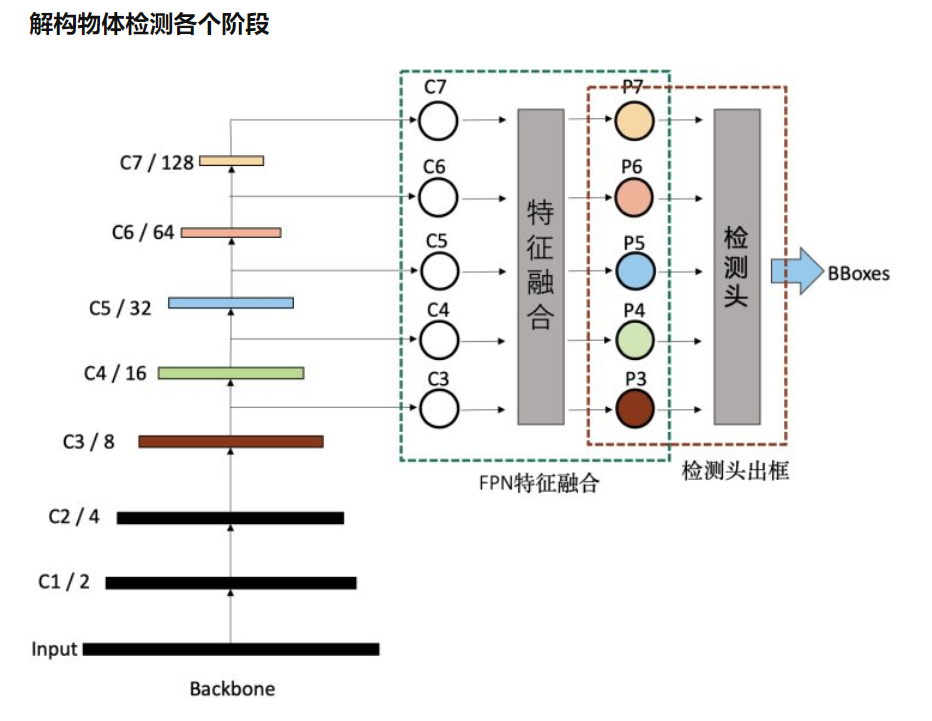 解构物体检测各个阶段
C7 / 128
C6 / 64
C5 / 32
C4 / 16
C3 / 8
C2 / 4
C1 / 2
Input
Backbone
C7
C6
C5
C4
C3
特征融合
P7
P6
P5
P4
P3
检测头
BBoxes
FPN特征融合
检测头出框